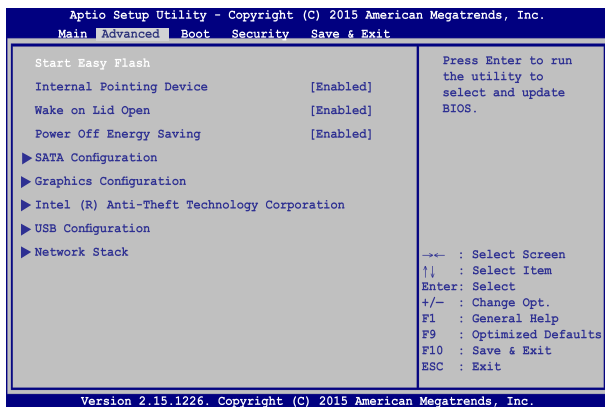 Aptio Setup Utility - Copyright (C) 2015 American Megatrends, Inc.
Main Advanced Boot Security Save & Exit
Start Easy Flash
Internal Pointing Device [Enabled]
Wake on Lid Open [Enabled]
Power Off Energy Saving [Enabled]
SATA Configuration
Graphics Configuration
Intel (R) Anti-Theft Technology Corporation
USB Configuration
Network Stack
Press Enter to run
the utility to
select and update
BIOS.
→← : Select Screen
↑↓ : Select Item
Enter: Select
+/— : Change Opt.
F1 : General Help
F9 : Optimized Defaults
F10 : Save & Exit
ESC : Exit
Version 2.15.1226. Copyright (C) 2015 American Megatrends, Inc.